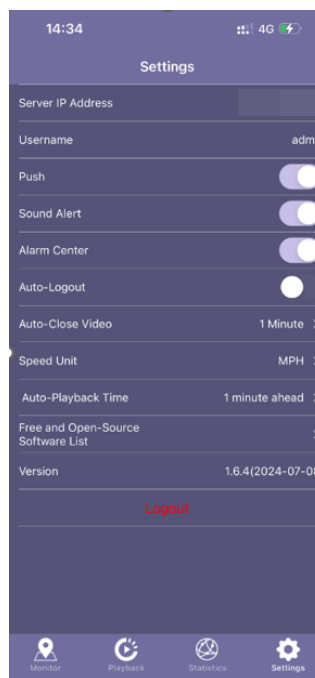 14:34
4G
Settings
Server IP Address
Username
adm
Push
Sound Alert
Alarm Center
Auto-Logout
Auto-Close Video
1 Minute
Speed Unit
MPH
Auto-Playback Time
1 minute ahead
Free and Open-Source
Software List
Version
1.6.4(2024-07-08
Logout
Monitor
Playback
Statistics
Settings